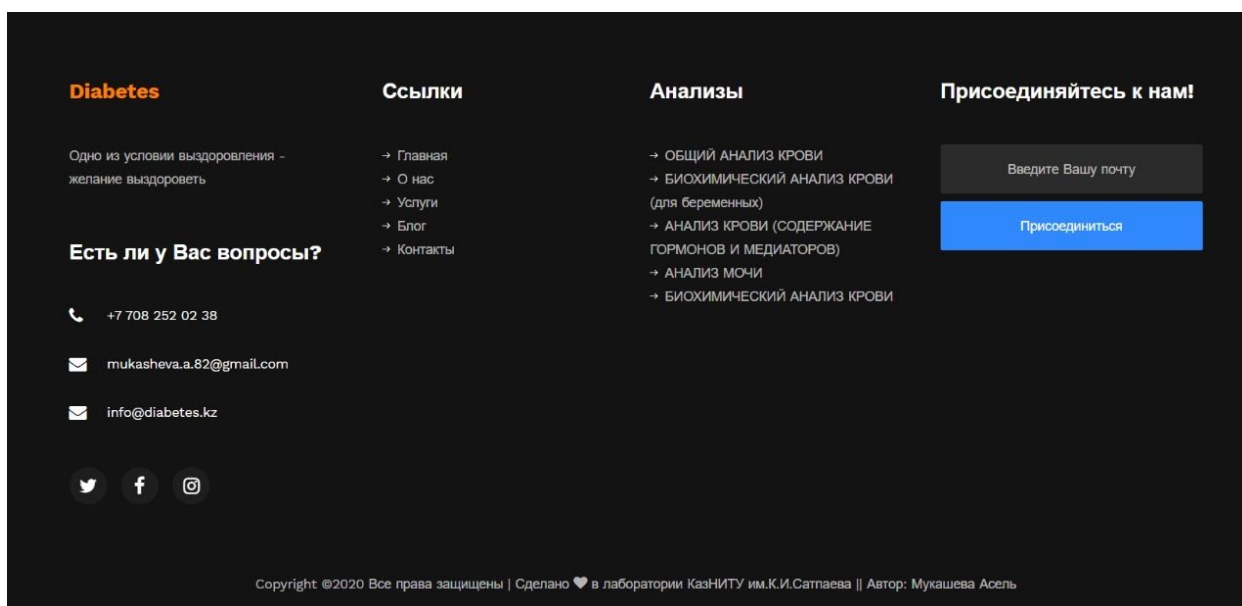 Diabetes
Одно из условии выздоровления -
желание выздороветь
Есть ли у Вас вопросы?
+7 708 252 02 38
mukasheva.a.82@gmail.com
info@diabetes.kz
Ссылки
→ Главная
→ О нас
→ Услуги
→ Блог
→ Контакты
Анализы
→ ОБЩИЙ АНАЛИЗ КРОВИ
→ БИОХИМИЧЕСКИЙ АНАЛИЗ КРОВИ
(для беременных)
→ АНАЛИЗ КРОВИ (СОДЕРЖАНИЕ
ГОРМОНОВ И МЕДИАТОРОВ)
→ АНАЛИЗ МОЧИ
→ БИОХИМИЧЕСКИЙ АНАЛИЗ КРОВИ
Присоединяйтесь к нам!
Введите Вашу почту
Присоединиться
Copyright ©2020 Все права защищены | Сделано ♥ в лаборатории КазНИТУ им.К.И.Сатпаева || Автор: Мукашева Асель